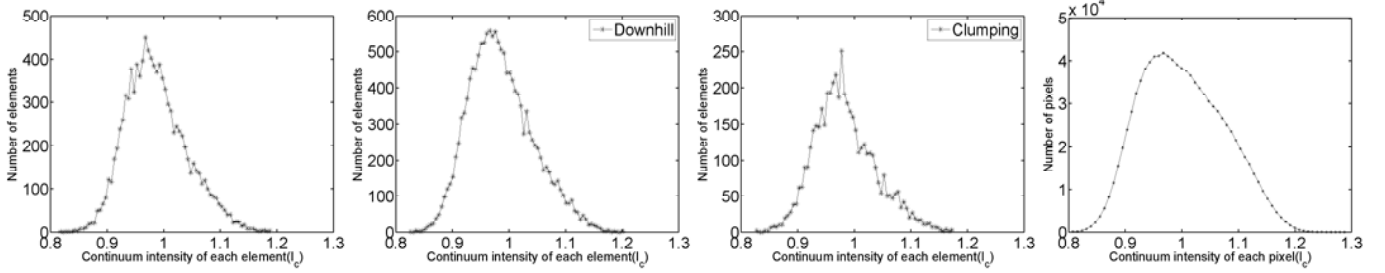 500
400
300
200
100
0
Number of elements
0.8 0.9 1 1.1 1.2 1.3
Continuum intensity of each element(I_c)
600
500
400
300
200
100
0
Number of elements
Downhill
0.8 0.9 1 1.1 1.2 1.3
Continuum intensity of each element(I_c)
300
250
200
150
100
50
0
Number of elements
Clumping
0.8 0.9 1 1.1 1.2 1.3
Continuum intensity of each element(I_c)
5 x 10^4
4
3
2
1
0
Number of pixels
0.8 0.9 1 1.1 1.2 1.3
Continuum intensity of each pixel(I_c)